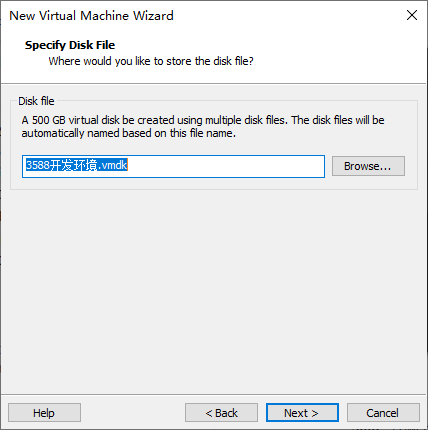 New Virtual Machine Wizard
Specify Disk File
Where would you like to store the disk file?
Disk file
A 500 GB virtual disk be created using multiple disk files. The disk files will be
automatically named based on this file name.
3588开发环境.vmdk
Browse...
Help
< Back
Next >
Cancel